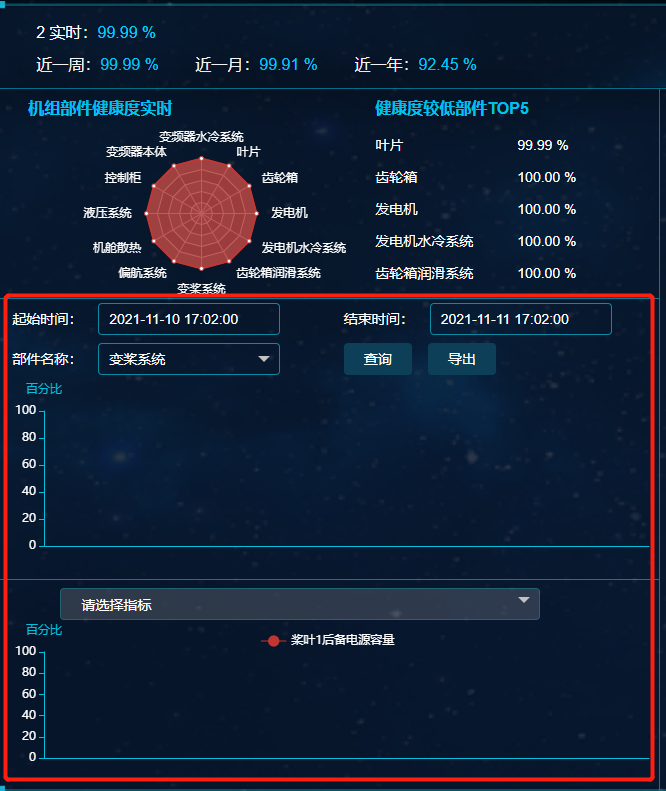 2 实时：99.99 %
近一周：99.99 % 近一月：99.91 % 近一年：92.45 %
机组部件健康度实时
变频器水冷系统
变频器本体 叶片
控制柜 齿轮箱
液压系统 发电机
机舱散热 发电机水冷系统
偏航系统 齿轮箱润滑系统
变桨系统
健康度较低部件TOP5
叶片 99.99 %
齿轮箱 100.00 %
发电机 100.00 %
发电机水冷系统 100.00 %
齿轮箱润滑系统 100.00 %
起始时间： 2021-11-10 17:02:00 结束时间： 2021-11-11 17:02:00
部件名称： 变桨系统 查询 导出
百分比
100
80
60
40
20
0
请选择指标
百分比
桨叶1后备电源容量
100
80
60
40
20
0